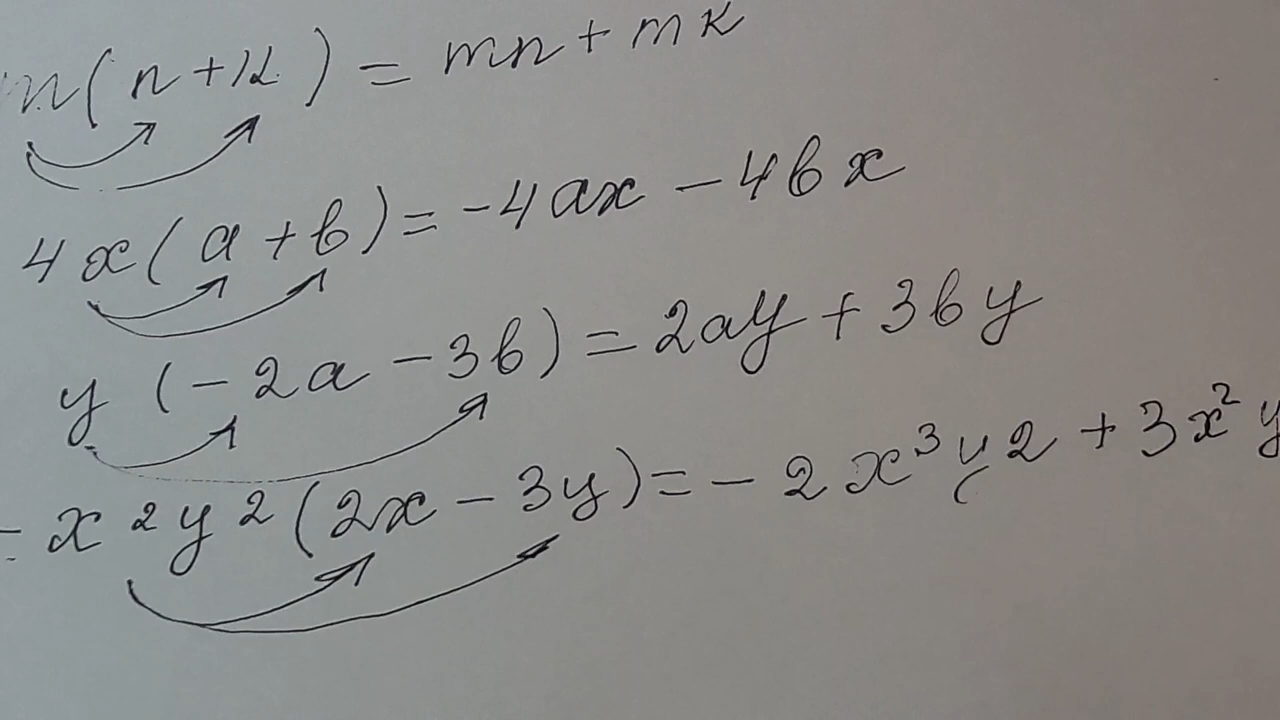 m(n+k)=mn+mk
4x(a+b)=-4ax-4bx
y(-2a-3b)=2ay+3by
-x²y²(2x-3y)=-2x³y2+3x²y